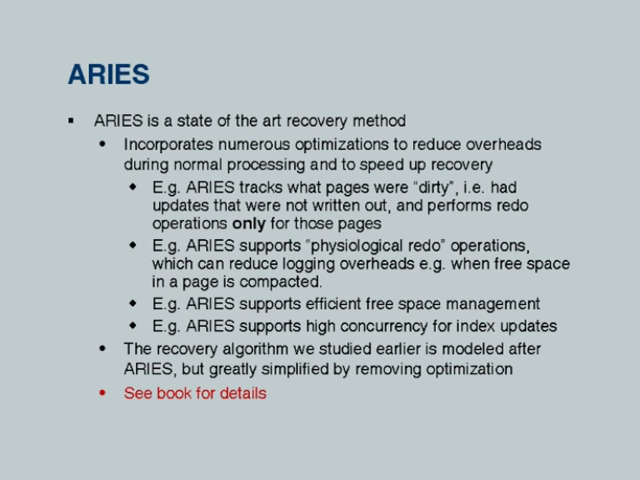 ARIES
▪ ARIES is a state of the art recovery method
• Incorporates numerous optimizations to reduce overheads
during normal processing and to speed up recovery
◆ E.g. ARIES tracks what pages were “dirty”, i.e. had
updates that were not written out, and performs redo
operations only for those pages
◆ E.g. ARIES supports “physiological redo” operations,
which can reduce logging overheads e.g. when free space
in a page is compacted.
◆ E.g. ARIES supports efficient free space management
◆ E.g. ARIES supports high concurrency for index updates
• The recovery algorithm we studied earlier is modeled after
ARIES, but greatly simplified by removing optimization
• See book for details